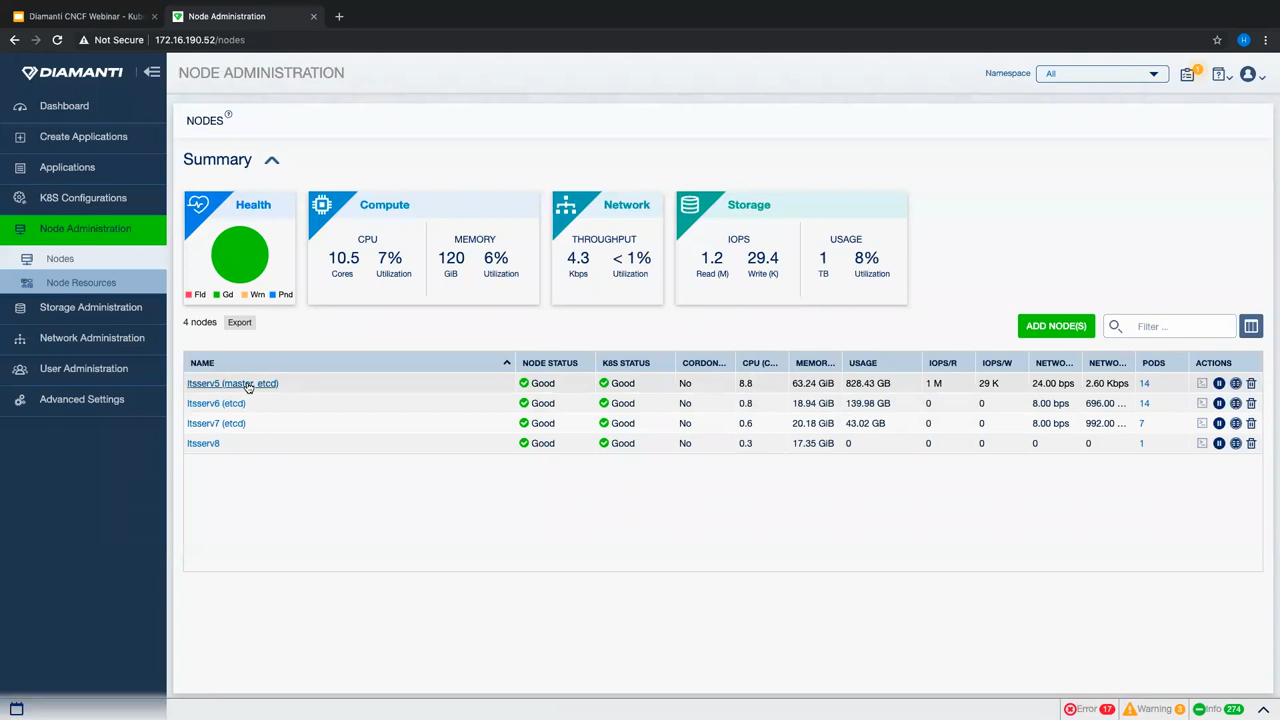 Diamanti CNCF Webinar - Kub
Node Administration
Not Secure 172.16.190.52/nodes
H
DIAMANTI
NODE ADMINISTRATION
Namespace All
1
Dashboard
Create Applications
Applications
K8S Configurations
Node Administration
Nodes
Node Resources
Storage Administration
Network Administration
User Administration
Advanced Settings
NODES
Summary
Health
Fld Gd Wrn Pnd
Compute
CPU MEMORY
10.5 7% 120 6%
Cores Utilization GiB Utilization
Network
THROUGHPUT
4.3 < 1%
Kbps Utilization
Storage
IOPS USAGE
1.2 29.4 1 8%
Read (M) Write (K) TB Utilization
4 nodes Export
ADD NODE(S) Filter ...
NAME NODE STATUS K8S STATUS CORDON... CPU (C... MEMOR... USAGE IOPS/R IOPS/W NETWO... NETWO... PODS ACTIONS
ltsserv5 (master, etcd) Good Good No 8.8 63.24 GiB 828.43 GB 1 M 29 K 24.00 bps 2.60 Kbps 14
ltsserv6 (etcd) Good Good No 0.8 18.94 GiB 139.98 GB 0 0 8.00 bps 696.00 ... 14
ltsserv7 (etcd) Good Good No 0.6 20.18 GiB 43.02 GB 0 0 8.00 bps 992.00 ... 7
ltsserv8 Good Good No 0.3 17.35 GiB 0 0 0 0 0 1
Error 17 Warning 3 Info 274